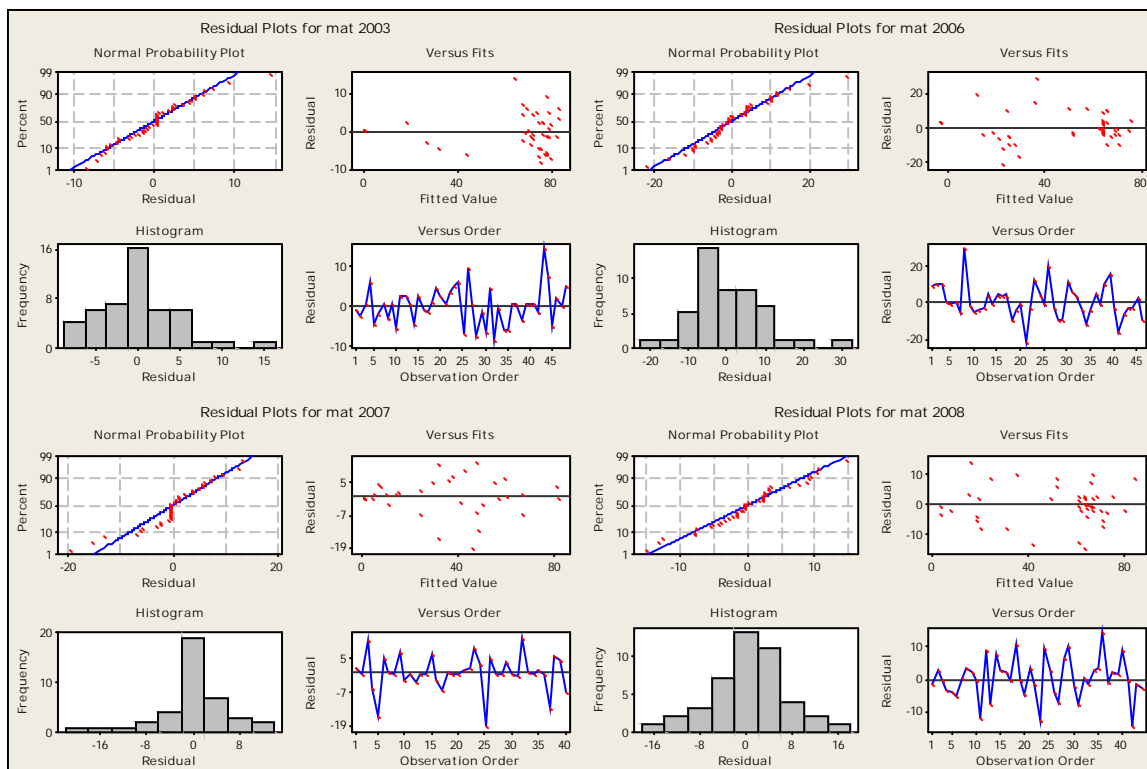 Residual Plots for mat 2003
Normal Probability Plot
Versus Fits
Percent
99
90
50
10
1
-10
0
10
Residual
Residual
10
0
-10
0
40
80
Fitted Value
Histogram
Versus Order
Frequency
16
8
0
-5
0
5
10
15
Residual
Residual
10
0
-10
1 5 10 15 20 25 30 35 45
Observation Order
Residual Plots for mat 2006
Normal Probability Plot
Versus Fits
Percent
99
90
50
10
1
-20
0
20
Residual
Residual
20
0
-20
0
40
80
Fitted Value
Histogram
Versus Order
Frequency
10
5
0
-20 -10 0 10 20 30
Residual
Residual
20
0
-20
1 5 10 15 20 25 30 35 45
Observation Order
Residual Plots for mat 2007
Normal Probability Plot
Versus Fits
Percent
99
90
50
10
1
-20
0
20
Residual
Residual
5
-7
-19
0 20 40 60 80
Fitted Value
Histogram
Versus Order
Frequency
20
10
0
-16 -8 0 8
Residual
Residual
5
-7
-19
1 5 10 15 20 25 30 35 40
Observation Order
Residual Plots for mat 2008
Normal Probability Plot
Versus Fits
Percent
99
90
50
10
1
-10
0
10
Residual
Residual
10
0
-10
0
40
80
Fitted Value
Histogram
Versus Order
Frequency
10
5
0
-16 -8 0 8 16
Residual
Residual
10
0
-10
1 5 10 15 20 25 30 40
Observation Order